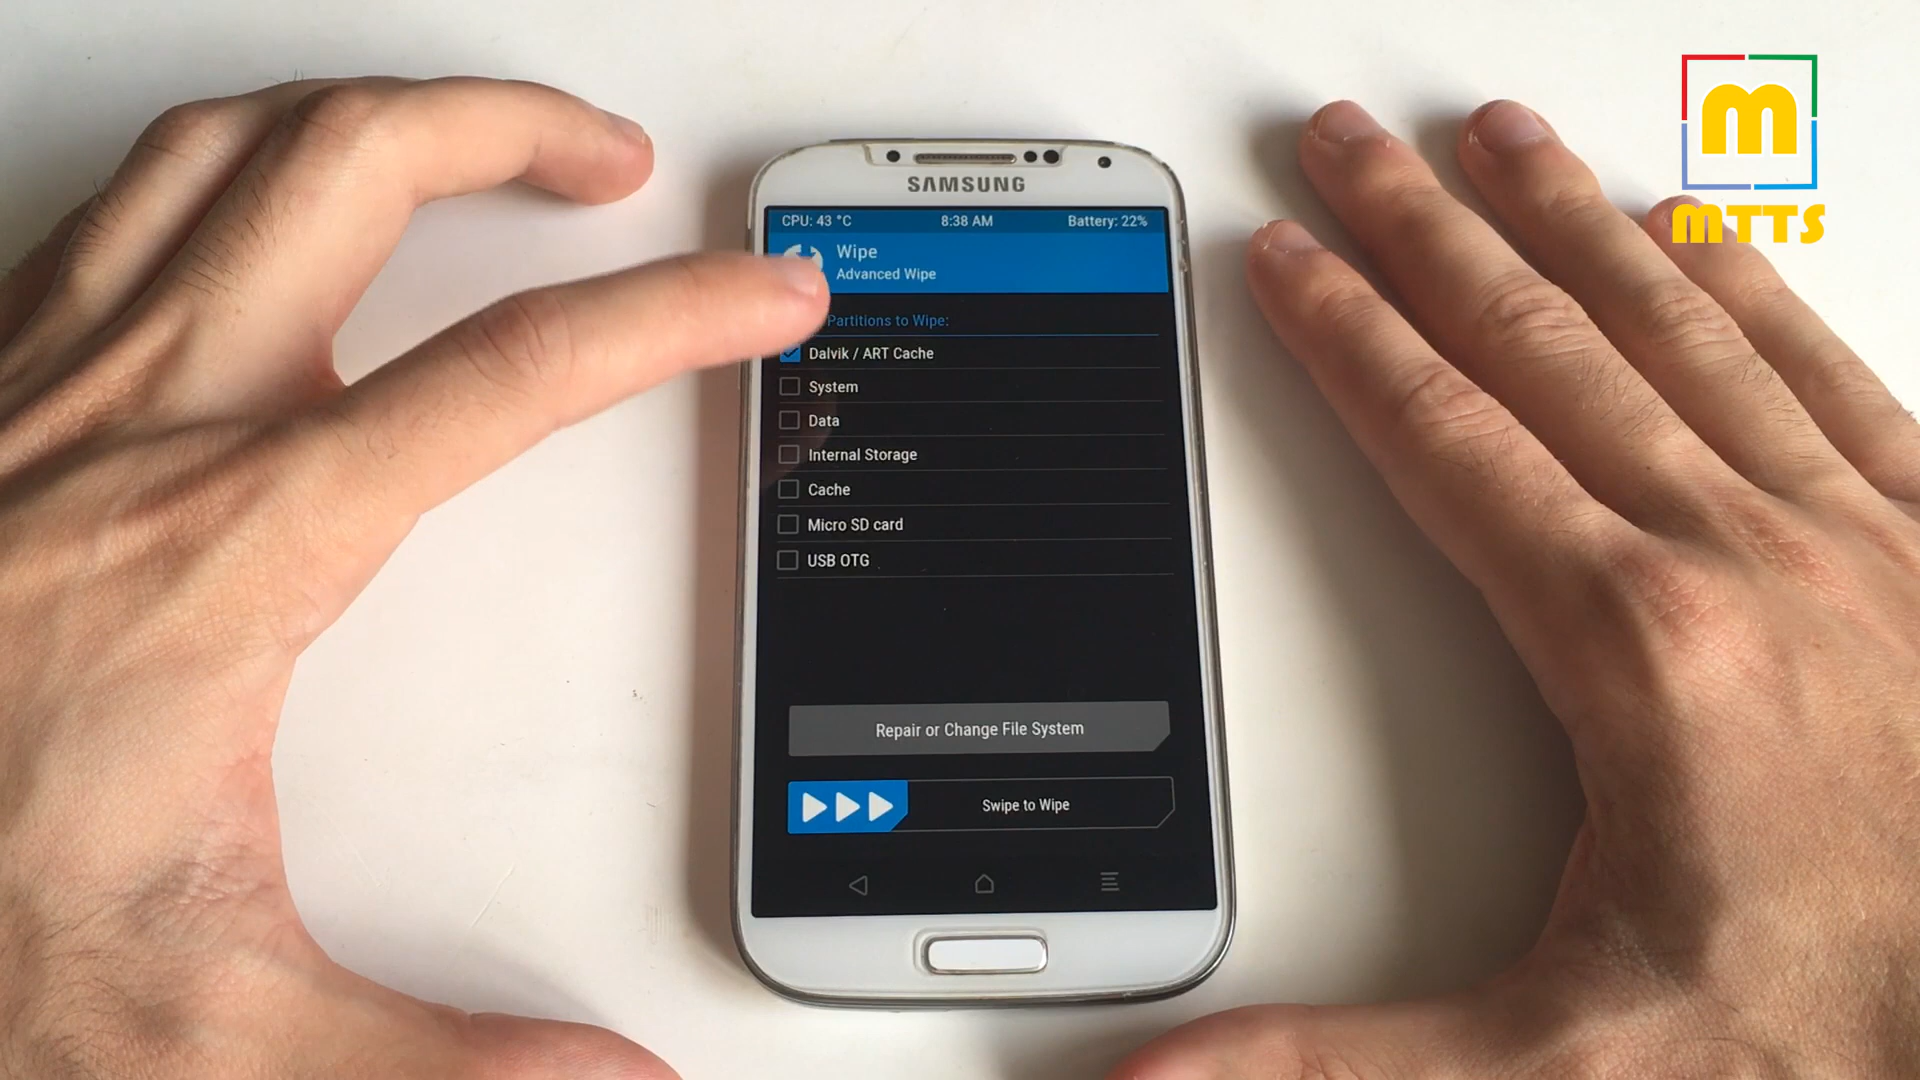 SAMSUNG
CPU: 43 °C 8:38 AM Battery: 22%
Wipe
Advanced Wipe
Partitions to Wipe:
Dalvik / ART Cache
System
Data
Internal Storage
Cache
Micro SD card
USB OTG
Repair or Change File System
Swipe to Wipe
m
MTTS